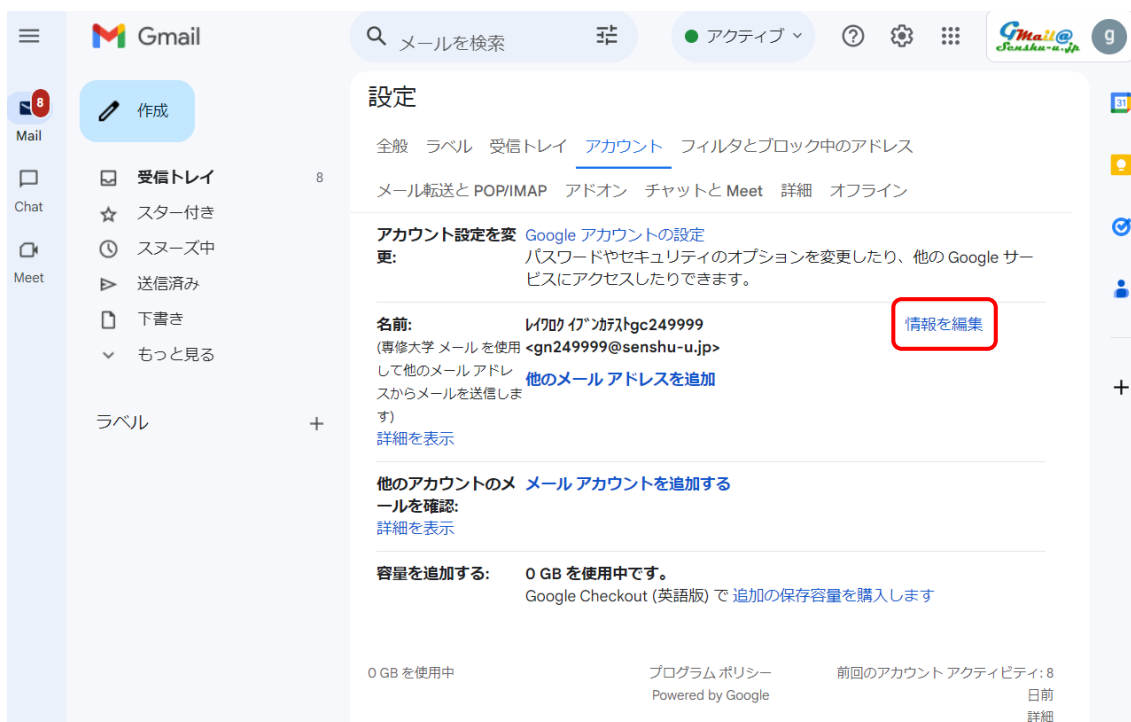 Gmail
メールを検索
アクティブ
GMail@
Senshu-u.jp
g
8
Mail
Chat
Meet
作成
受信トレイ 8
スター付き
スヌーズ中
送信済み
下書き
もっと見る
ラベル
設定
全般 ラベル 受信トレイ アカウント フィルタとブロック中のアドレス
メール転送と POP/IMAP アドオン チャットと Meet 詳細 オフライン
アカウント設定を変
更:
Google アカウントの設定
パスワードやセキュリティのオプションを変更したり、他の Google サー
ビスにアクセスしたりできます。
名前:
(専修大学 メール を使用
して他のメール アドレ
スからメールを送信しま
す)
詳細を表示
ﾚｲﾜﾛｸ ｲﾌﾞﾝｶﾃｽﾄgc249999
<gn249999@senshu-u.jp>
情報を編集
他のメール アドレスを追加
他のアカウントのメ
ールを確認:
詳細を表示
メール アカウントを追加する
容量を追加する:
0 GB を使用中です。
Google Checkout (英語版) で 追加の保存容量を購入します
0 GB を使用中
プログラム ポリシー
Powered by Google
前回のアカウント アクティビティ: 8
日前
詳細
31